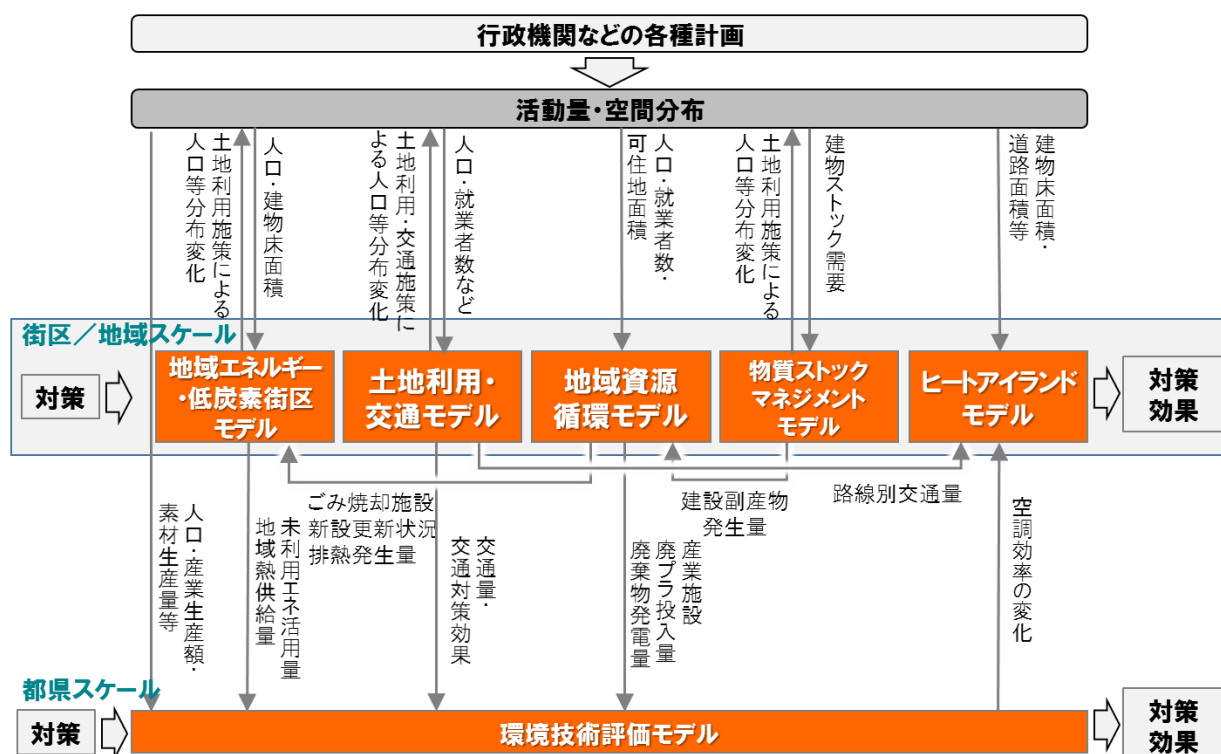 行政機関などの各種計画
活動量・空間分布
土地利用施策による
人口等分布変化
人口・建物床面積
土地利用・交通施策に
よる人口等分布変化
人口・就業者数など
人口・就業者数・
可住地面積
土地利用施策による
人口等分布変化
建物ストック需要
建物床面積・
道路面積等
街区／地域スケール
対策
地域エネルギー
・低炭素街区
モデル
土地利用・
交通モデル
地域資源
循環モデル
物質ストック
マネジメント
モデル
ヒートアイランド
モデル
対策
効果
ごみ焼却施設
新設更新状況
排熱発生量
建設副産物
発生量
路線別交通量
人口・産業生産額・
素材生産量等
未利用エネ活用量
地域熱供給量
交通量・
交通対策効果
産業施設
廃プラ投入量
廃棄物発電量
空調効率の変化
都県スケール
対策
環境技術評価モデル
対策
効果